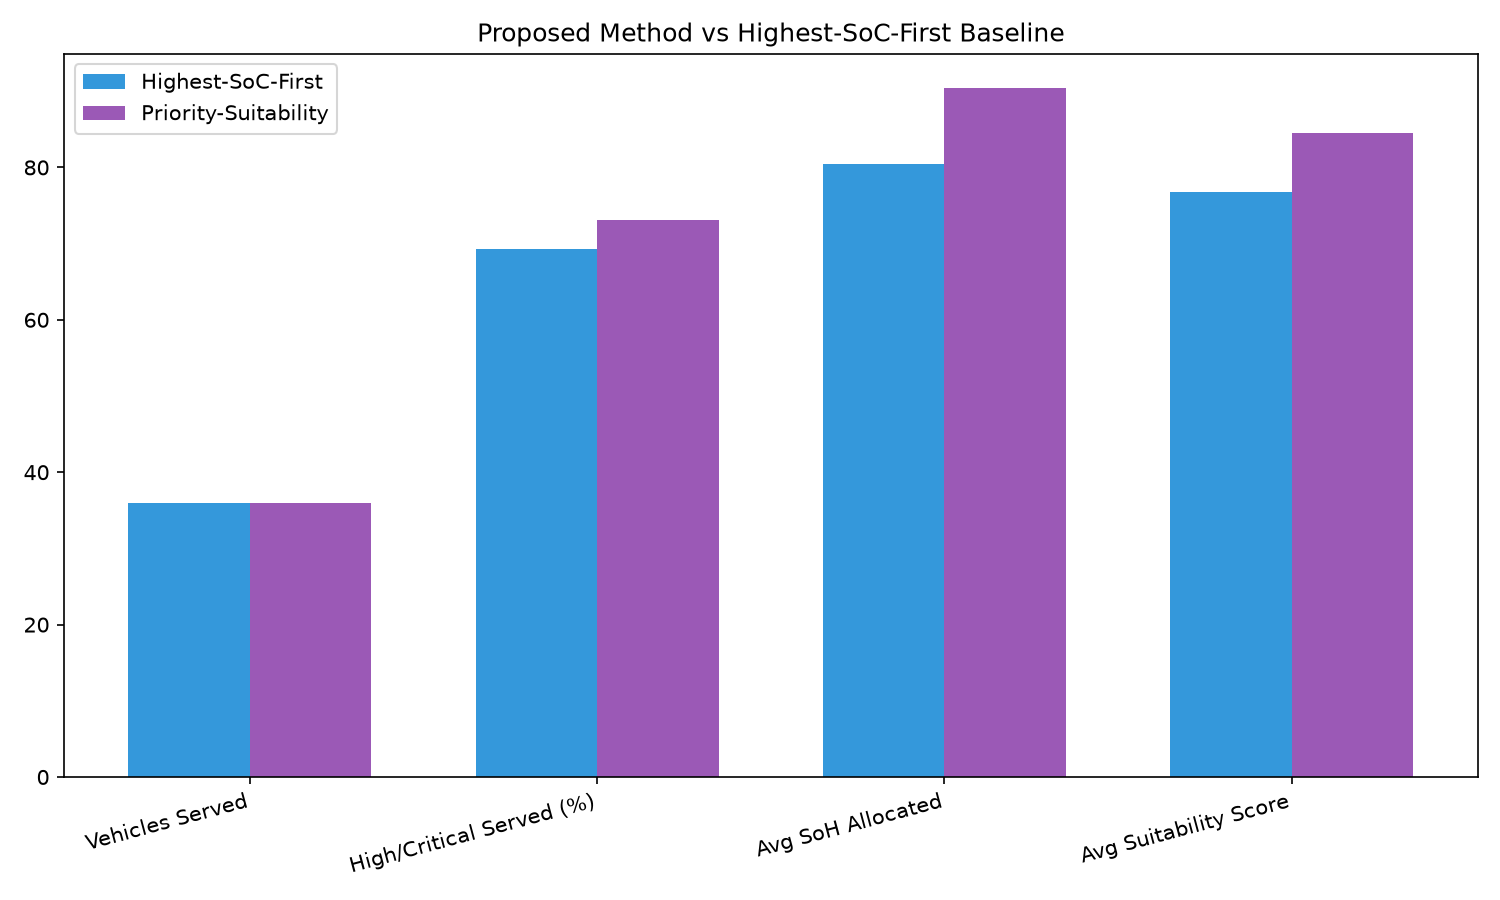 Proposed Method vs Highest-SoC-First Baseline
Highest-SoC-First
Priority-Suitability
80
60
40
20
0
Vehicles Served
High/Critical Served (%)
Avg SoH Allocated
Avg Suitability Score